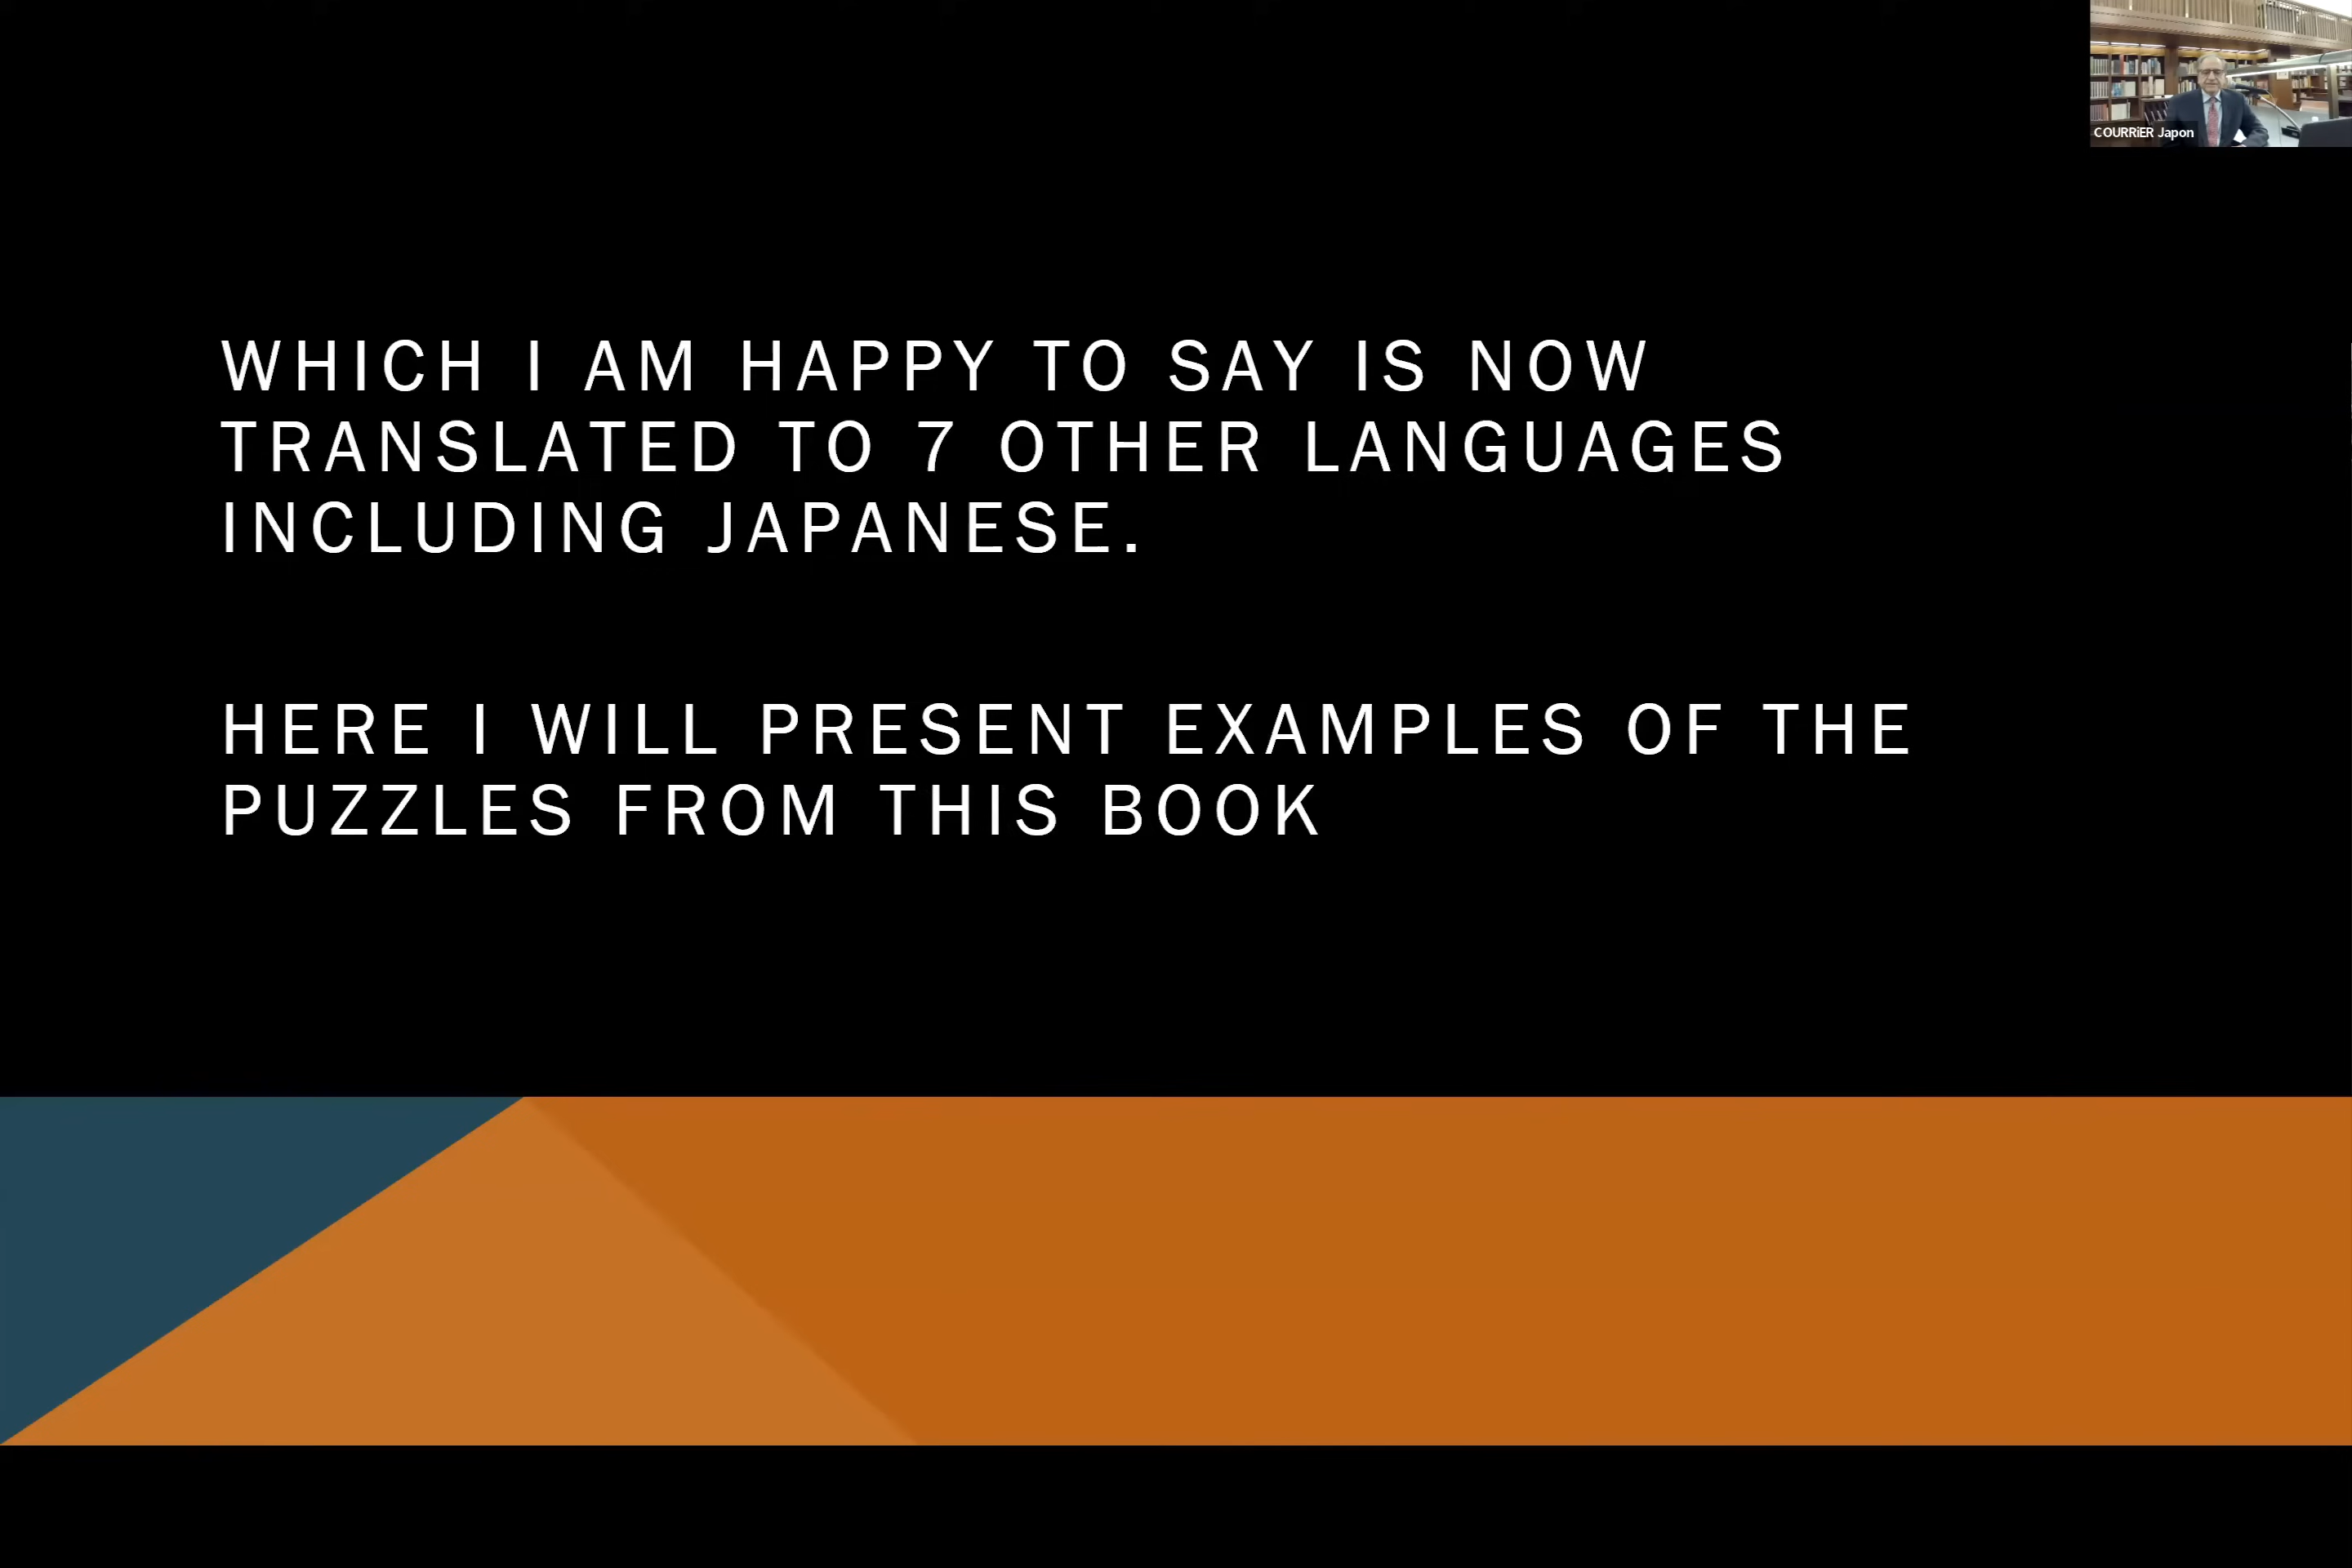 COURRiER Japon
WHICH I AM HAPPY TO SAY IS NOW
TRANSLATED TO 7 OTHER LANGUAGES
INCLUDING JAPANESE.
HERE I WILL PRESENT EXAMPLES OF THE
PUZZLES FROM THIS BOOK